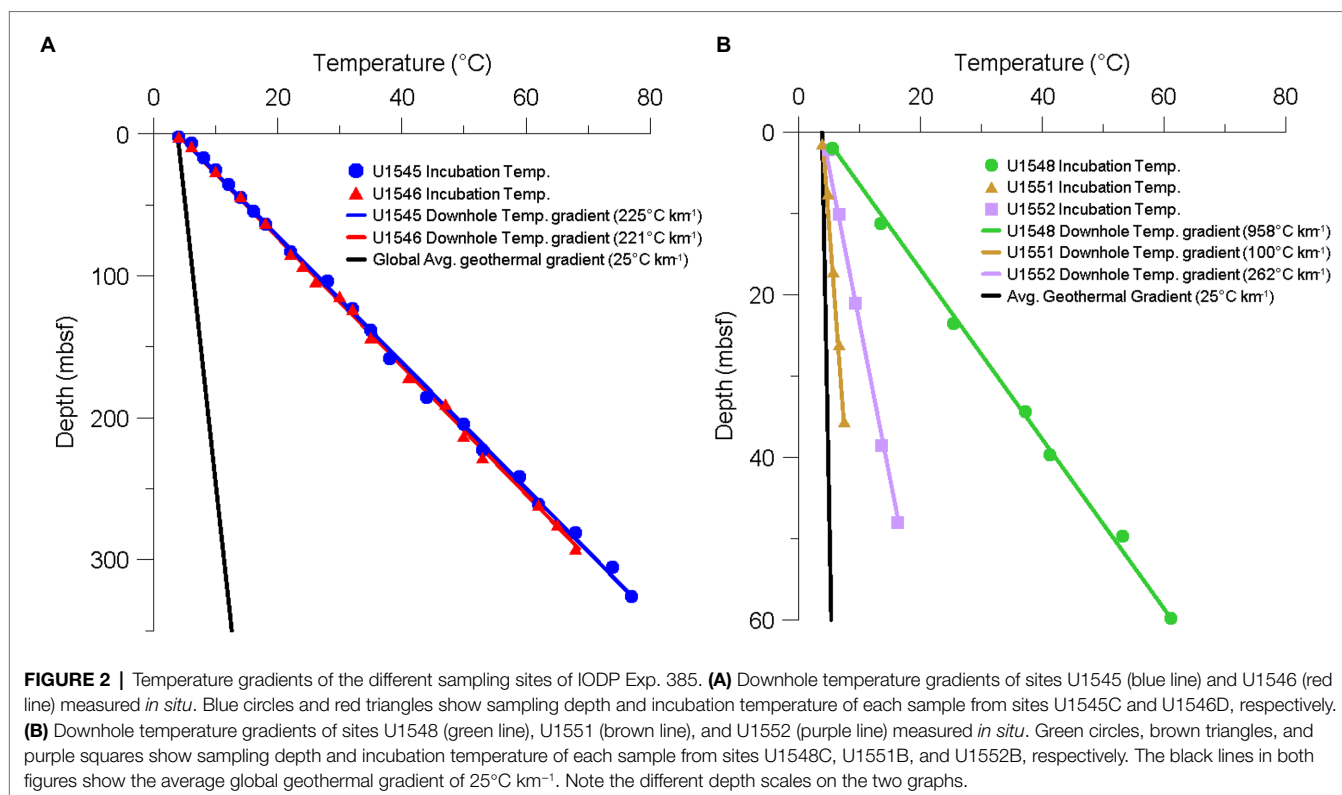 A
Temperature (°C)
0 20 40 60 80
0
100
200
300
Depth (mbsf)
U1545 Incubation Temp.
U1546 Incubation Temp.
U1545 Downhole Temp. gradient (225°C km⁻¹)
U1546 Downhole Temp. gradient (221°C km⁻¹)
Global Avg. geothermal gradient (25°C km⁻¹)
B
Temperature (°C)
0 20 40 60 80
0
20
40
60
Depth (mbsf)
U1548 Incubation Temp.
U1551 Incubation Temp.
U1552 Incubation Temp.
U1548 Downhole Temp. gradient (958°C km⁻¹)
U1551 Downhole Temp. gradient (100°C km⁻¹)
U1552 Downhole Temp. gradient (262°C km⁻¹)
Avg. Geothermal Gradient (25°C km⁻¹)
FIGURE 2 | Temperature gradients of the different sampling sites of IODP Exp. 385. (A) Downhole temperature gradients of sites U1545 (blue line) and U1546 (red
line) measured in situ. Blue circles and red triangles show sampling depth and incubation temperature of each sample from sites U1545C and U1546D, respectively.
(B) Downhole temperature gradients of sites U1548 (green line), U1551 (brown line), and U1552 (purple line) measured in situ. Green circles, brown triangles, and
purple squares show sampling depth and incubation temperature of each sample from sites U1548C, U1551B, and U1552B, respectively. The black lines in both
figures show the average global geothermal gradient of 25°C km⁻¹. Note the different depth scales on the two graphs.